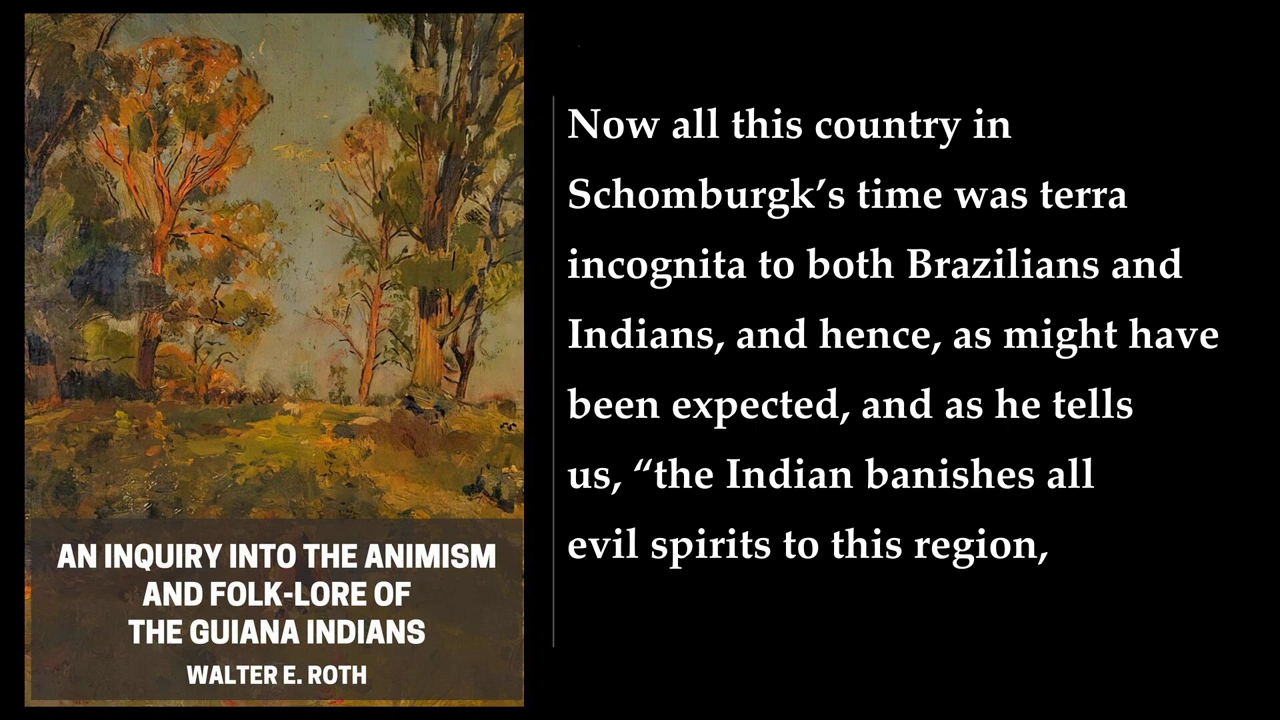 AN INQUIRY INTO THE ANIMISM
AND FOLK-LORE OF
THE GUIANA INDIANS
WALTER E. ROTH
Now all this country in
Schomburgk’s time was terra
incognita to both Brazilians and
Indians, and hence, as might have
been expected, and as he tells
us, “the Indian banishes all
evil spirits to this region,